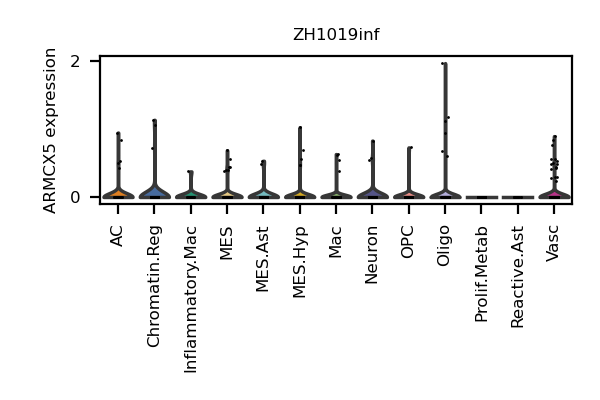 ZH1019inf
ARMCX5 expression
2
0
AC
Chromatin.Reg
Inflammatory.Mac
MES
MES.Ast
MES.Hyp
Mac
Neuron
OPC
Oligo
Prolif.Metab
Reactive.Ast
Vasc